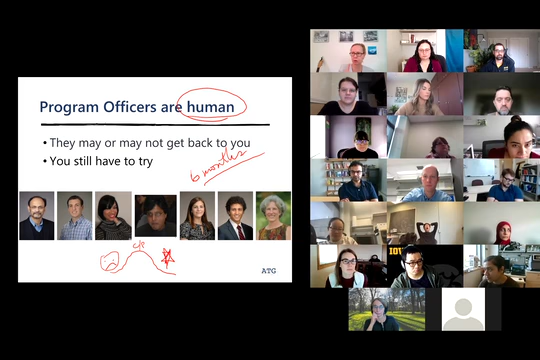 Program Officers are human
• They may or may not get back to you
• You still have to try
6 months
ATG
IOW